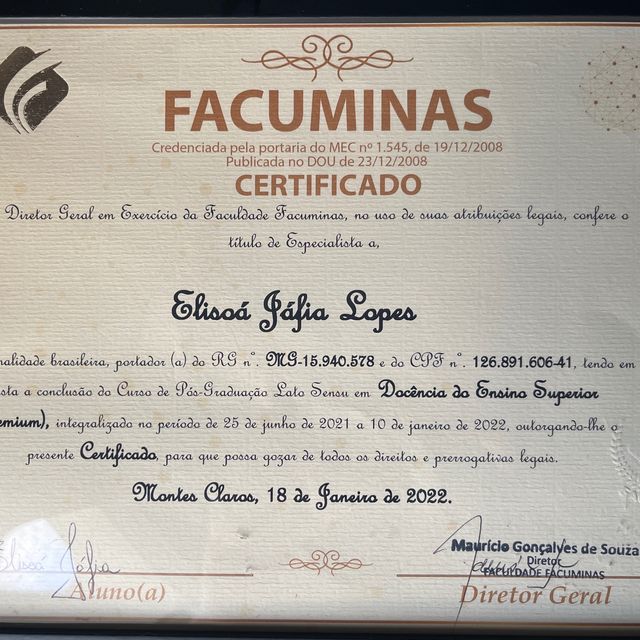 FACUMINAS
Credenciada pela portaria do MEC nº 1.545, de 19/12/2008
Publicada no DOU de 23/12/2008
CERTIFICADO
Diretor Geral em Exercício da Faculdade Facuminas, no uso de suas atribuições legais, confere o
título de Especialista a,
Elisoá Jáfia Lopes
nalidade brasileira, portador (a) do RG nº. MG-15.940.578 e do CPF nº. 126.891.606-41, tendo em
sta a conclusão do Curso de Pós-Graduação Lato Sensu em Docência do Ensino Superior
emium), integralizado no período de 25 de junho de 2021 a 10 de janeiro de 2022, outorgando-lhe o
presente Certificado, para que possa gozar de todos os direitos e prerrogativas legais.
Montes Claros, 18 de Janeiro de 2022.
Elisoá Jáfia
Aluno(a)
Maurício Gonçalves de Souza
Diretor
FACULDADE FACUMINAS
Diretor Geral